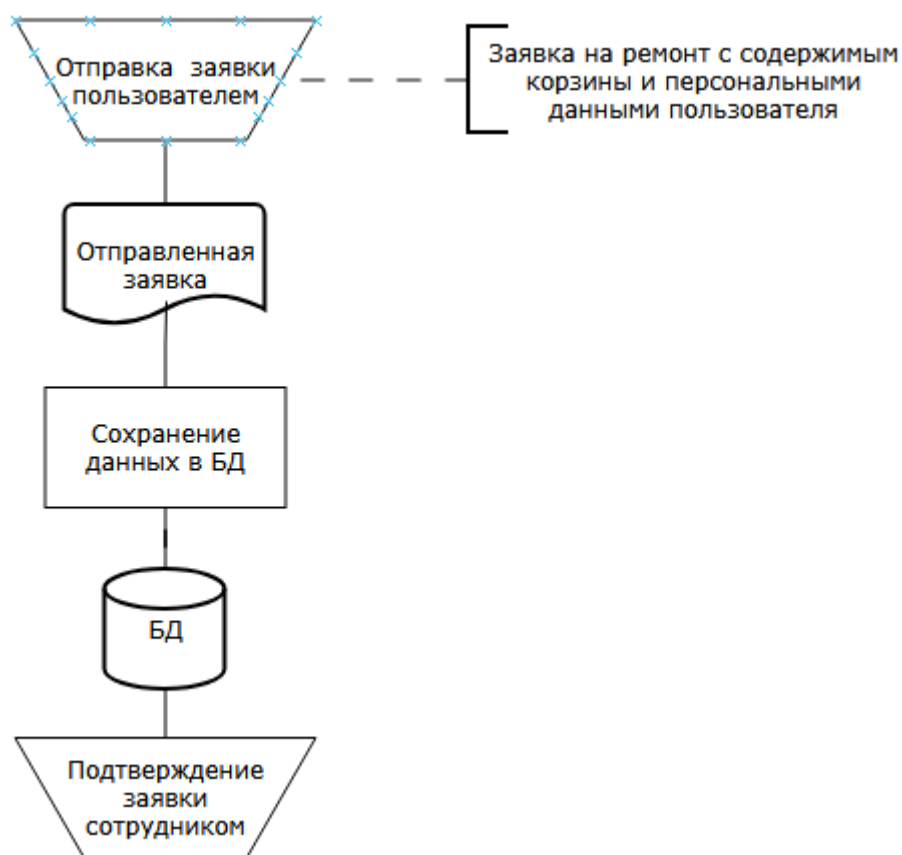 Отправка заявки
пользователем
Заявка на ремонт с содержимым
корзины и персональными
данными пользователя
Отправленная
заявка
Сохранение
данных в БД
БД
Подтверждение
заявки
сотрудником